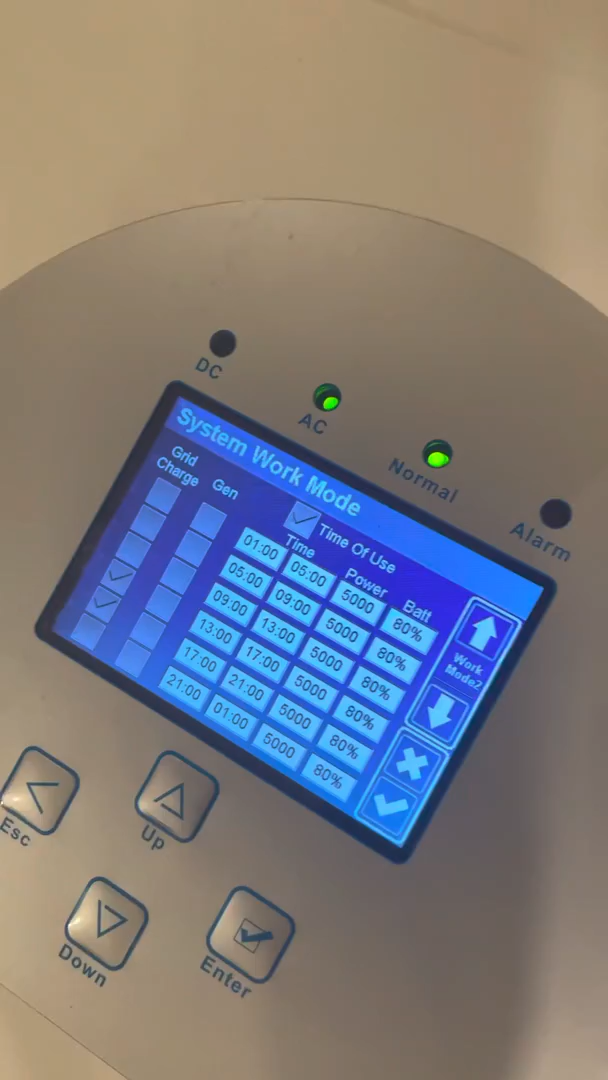 DC
AC
Normal
Alarm
System Work Mode
Grid
Charge
Gen
Time Of Use
Time
Power
Batt
01:00 05:00 5000 80%
05:00 09:00 5000 80%
09:00 13:00 5000 80%
13:00 17:00 5000 80%
17:00 21:00 5000 80%
21:00 01:00 5000 80%
Work
Mode2
Esc
Up
Down
Enter